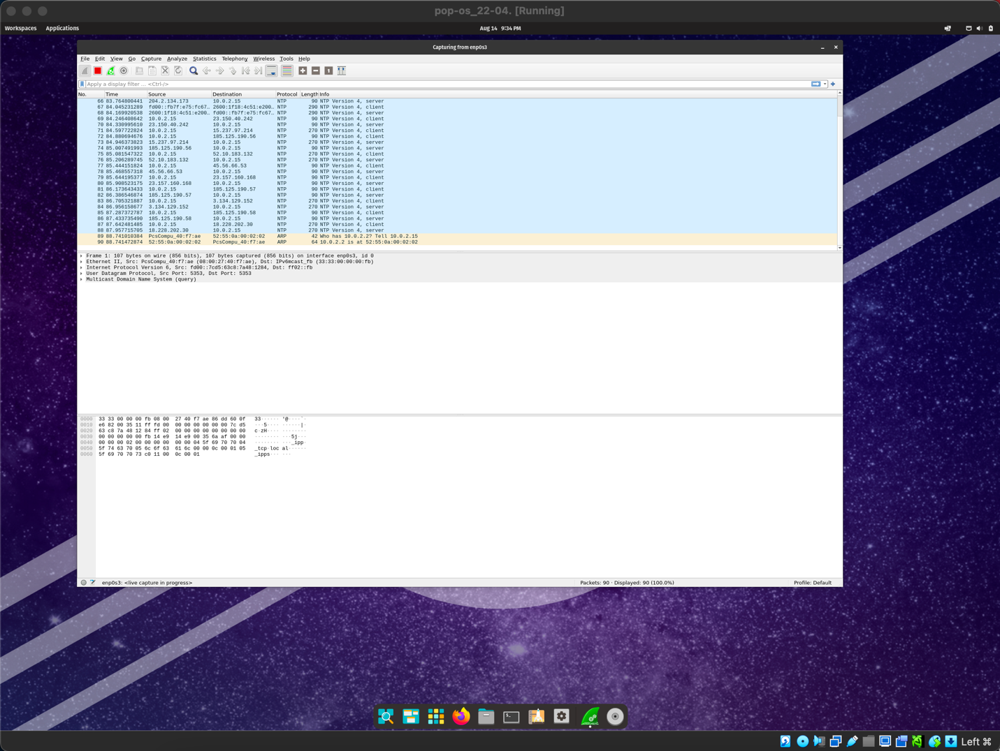 pop-os_22-04. [Running]
Workspaces Applications Aug 14 9:34 PM
Capturing from enp0s3
File Edit View Go Capture Analyze Statistics Telephony Wireless Tools Help
Apply a display filter ... <Ctrl-/>
No. Time Source Destination Protocol Length Info
66 83.764800441 204.2.134.173 10.0.2.15 NTP 90 NTP Version 4, server
67 84.045231289 fd00::fb7f:e75:fc67… 2600:1f18:4c51:e200… NTP 290 NTP Version 4, client
68 84.169920538 2600:1f18:4c51:e200… fd00::fb7f:e75:fc67… NTP 290 NTP Version 4, server
69 84.246408642 10.0.2.15 23.150.40.242 NTP 90 NTP Version 4, client
70 84.330995610 23.150.40.242 10.0.2.15 NTP 90 NTP Version 4, server
71 84.597722824 10.0.2.15 15.237.97.214 NTP 270 NTP Version 4, client
72 84.880694676 10.0.2.15 185.125.190.56 NTP 90 NTP Version 4, client
73 84.946373823 15.237.97.214 10.0.2.15 NTP 270 NTP Version 4, server
74 85.007491993 185.125.190.56 10.0.2.15 NTP 90 NTP Version 4, server
75 85.081547322 10.0.2.15 52.10.183.132 NTP 270 NTP Version 4, client
76 85.206289745 52.10.183.132 10.0.2.15 NTP 270 NTP Version 4, server
77 85.444151824 10.0.2.15 45.56.66.53 NTP 90 NTP Version 4, client
78 85.468557318 45.56.66.53 10.0.2.15 NTP 90 NTP Version 4, server
79 85.644195377 10.0.2.15 23.157.160.168 NTP 90 NTP Version 4, client
80 85.908523175 23.157.160.168 10.0.2.15 NTP 90 NTP Version 4, server
81 86.173643433 10.0.2.15 185.125.190.57 NTP 90 NTP Version 4, client
82 86.386546874 185.125.190.57 10.0.2.15 NTP 90 NTP Version 4, server
83 86.705321887 10.0.2.15 3.134.129.152 NTP 270 NTP Version 4, client
84 86.956158677 3.134.129.152 10.0.2.15 NTP 270 NTP Version 4, server
85 87.287372787 10.0.2.15 185.125.190.58 NTP 90 NTP Version 4, client
86 87.433735490 185.125.190.58 10.0.2.15 NTP 90 NTP Version 4, server
87 87.642481485 10.0.2.15 18.228.202.30 NTP 270 NTP Version 4, client
88 87.957715705 18.228.202.30 10.0.2.15 NTP 270 NTP Version 4, server
89 88.741010384 PcsCompu_40:f7:ae 52:55:0a:00:02:02 ARP 42 Who has 10.0.2.2? Tell 10.0.2.15
90 88.741472874 52:55:0a:00:02:02 PcsCompu_40:f7:ae ARP 64 10.0.2.2 is at 52:55:0a:00:02:02
Frame 1: 107 bytes on wire (856 bits), 107 bytes captured (856 bits) on interface enp0s3, id 0
Ethernet II, Src: PcsCompu_40:f7:ae (08:00:27:40:f7:ae), Dst: IPv6mcast_fb (33:33:00:00:00:fb)
Internet Protocol Version 6, Src: fd00::7cd5:63c8:7a48:1284, Dst: ff02::fb
User Datagram Protocol, Src Port: 5353, Dst Port: 5353
Multicast Domain Name System (query)
0000 33 33 00 00 00 fb 08 00 27 40 f7 ae 86 dd 60 0f 33······ '@····`·
0010 e6 82 00 35 11 ff fd 00 00 00 00 00 00 00 7c d5 ···5···· ······|·
0020 63 c8 7a 48 12 84 ff 02 00 00 00 00 00 00 00 00 c·zH···· ········
0030 00 00 00 00 00 fb 14 e9 14 e9 00 35 6a af 00 00 ········ ···5j···
0040 00 00 00 02 00 00 00 00 00 00 04 5f 69 70 70 04 ········ ···_ipp·
0050 5f 74 63 70 05 6c 6f 63 61 6c 00 00 0c 00 01 05 _tcp·loc al······
0060 5f 69 70 70 73 c0 11 00 0c 00 01 _ipps··· ···
enp0s3: <live capture in progress> Packets: 90 · Displayed: 90 (100.0%) Profile: Default
Left ⌘